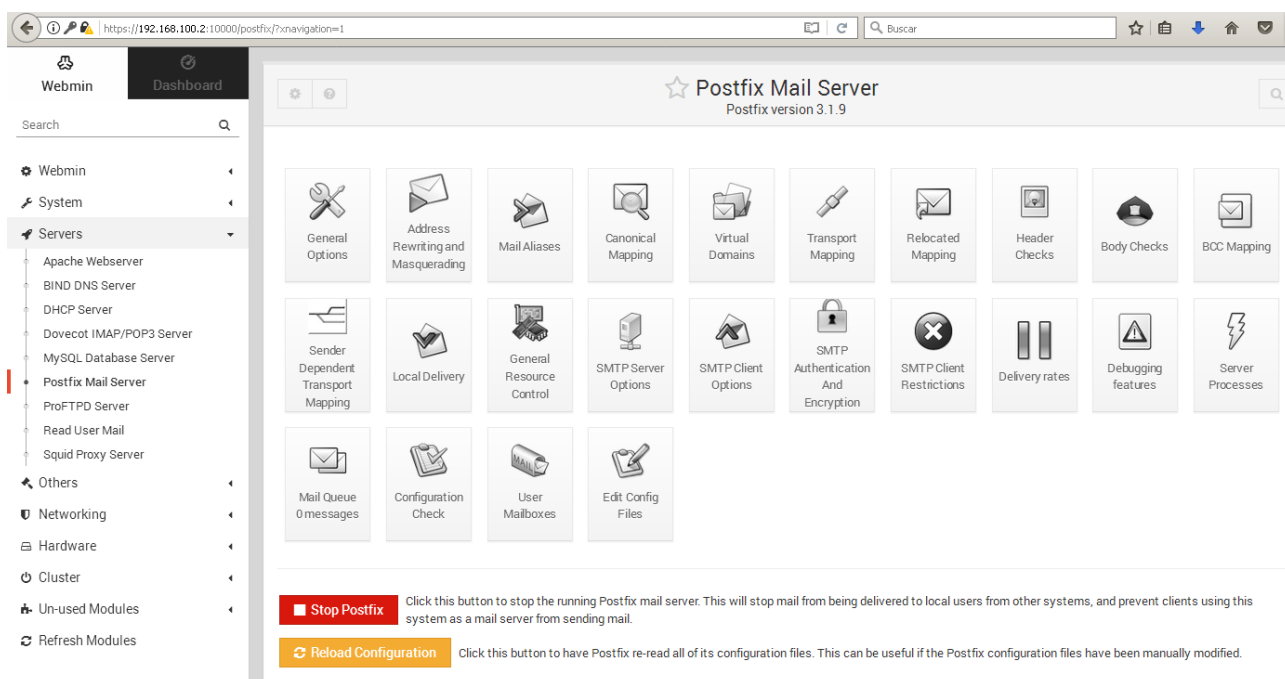 https://192.168.100.2:10000/postfix/?xnavigation=1
Buscar
Webmin
Dashboard
Search
Webmin
System
Servers
Apache Webserver
BIND DNS Server
DHCP Server
Dovecot IMAP/POP3 Server
MySQL Database Server
Postfix Mail Server
ProFTPD Server
Read User Mail
Squid Proxy Server
Others
Networking
Hardware
Cluster
Un-used Modules
Refresh Modules
Postfix Mail Server
Postfix version 3.1.9
General
Options
Address
Rewriting and
Masquerading
Mail Aliases
Canonical
Mapping
Virtual
Domains
Transport
Mapping
Relocated
Mapping
Header
Checks
Body Checks
BCC Mapping
Sender
Dependent
Transport
Mapping
Local Delivery
General
Resource
Control
SMTP Server
Options
SMTP Client
Options
SMTP
Authentication
And
Encryption
SMTP Client
Restrictions
Delivery rates
Debugging
features
Server
Processes
Mail Queue
0 messages
Configuration
Check
MAIL
User
Mailboxes
Edit Config
Files
Stop Postfix
Click this button to stop the running Postfix mail server. This will stop mail from being delivered to local users from other systems, and prevent clients using this
system as a mail server from sending mail.
Reload Configuration
Click this button to have Postfix re-read all of its configuration files. This can be useful if the Postfix configuration files have been manually modified.